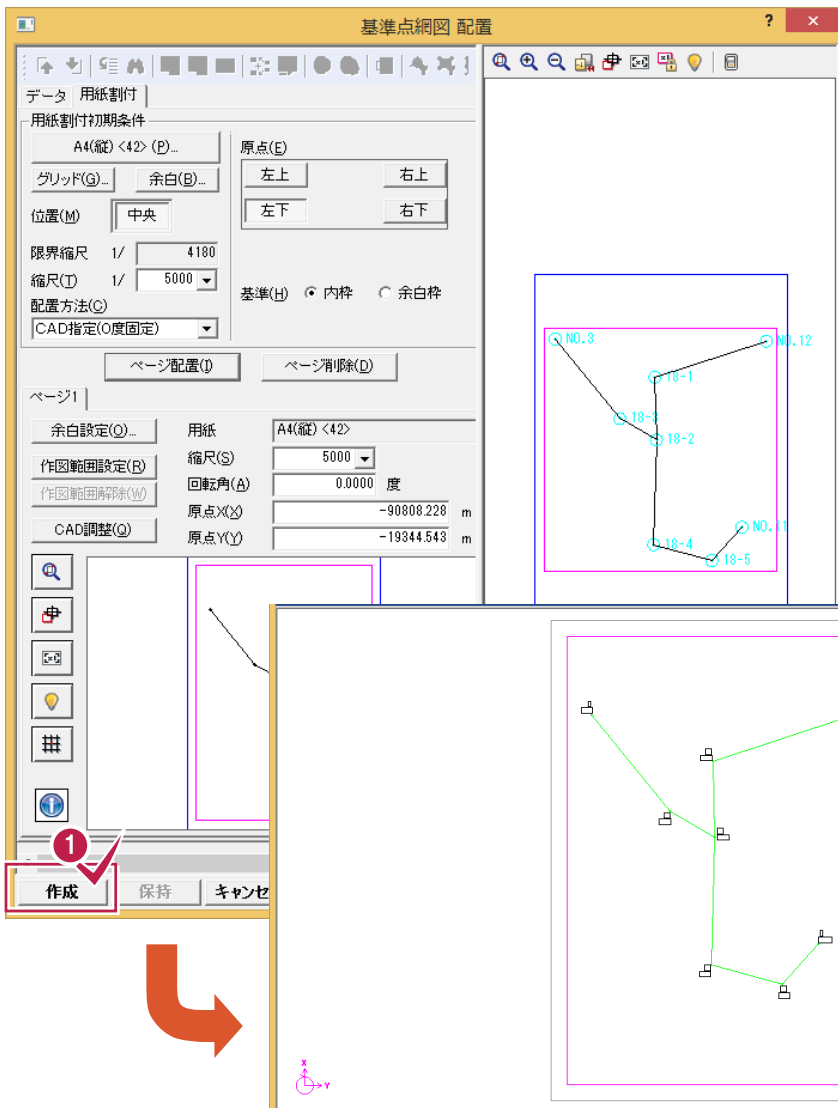 基準点網図 配置
? ×
データ 用紙割付
用紙割付初期条件
A4(縦) <42> (P)...
グリッド(G)... 余白(B)...
位置(M) 中央
限界縮尺 1/ 4180
縮尺(T) 1/ 5000
配置方法(C)
CAD指定(0度固定)
原点(E)
左上 右上
左下 右下
基準(H) 内枠 余白枠
ページ配置(I) ページ削除(D)
ページ1
余白設定(O)...
作図範囲設定(R)
作図範囲解除(W)
CAD調整(Q)
用紙 A4(縦) <42>
縮尺(S) 5000
回転角(A) 0.0000 度
原点X(X) -90808.228 m
原点Y(Y) -19344.543 m
NO.3
NO.12
18-1
18-3
18-2
NO.11
18-4
18-5
1
作成 保持 キャンセ
X
Y